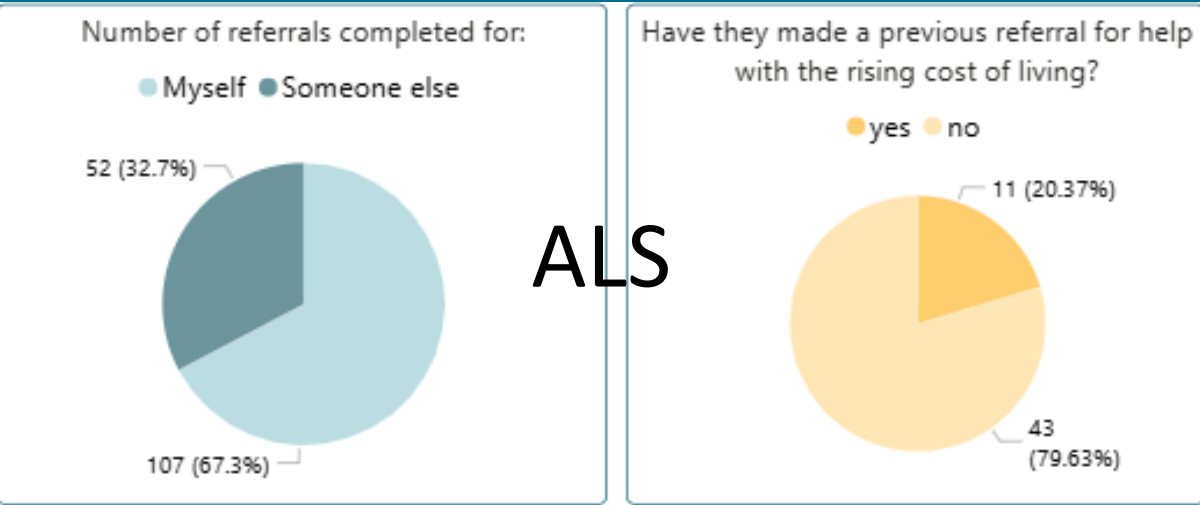 Number of referrals completed for:
Myself Someone else
52 (32.7%)
107 (67.3%)
ALS
Have they made a previous referral for help
with the rising cost of living?
yes no
11 (20.37%)
43
(79.63%)